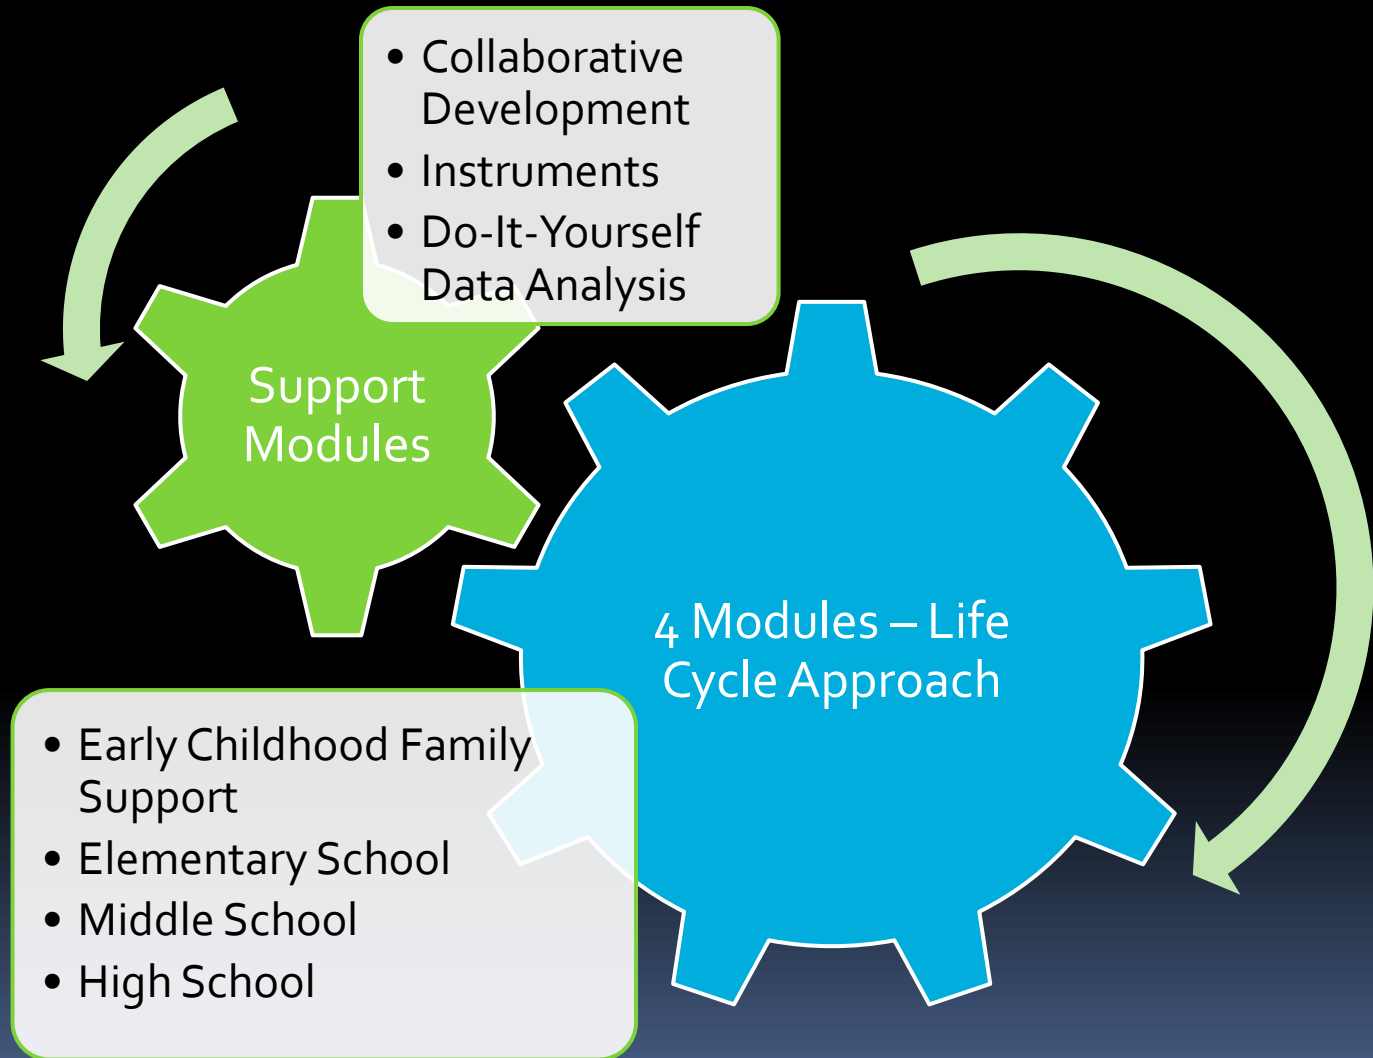 • Collaborative
Development
• Instruments
• Do-It-Yourself
Data Analysis
Support
Modules
4 Modules – Life
Cycle Approach
• Early Childhood Family
Support
• Elementary School
• Middle School
• High School